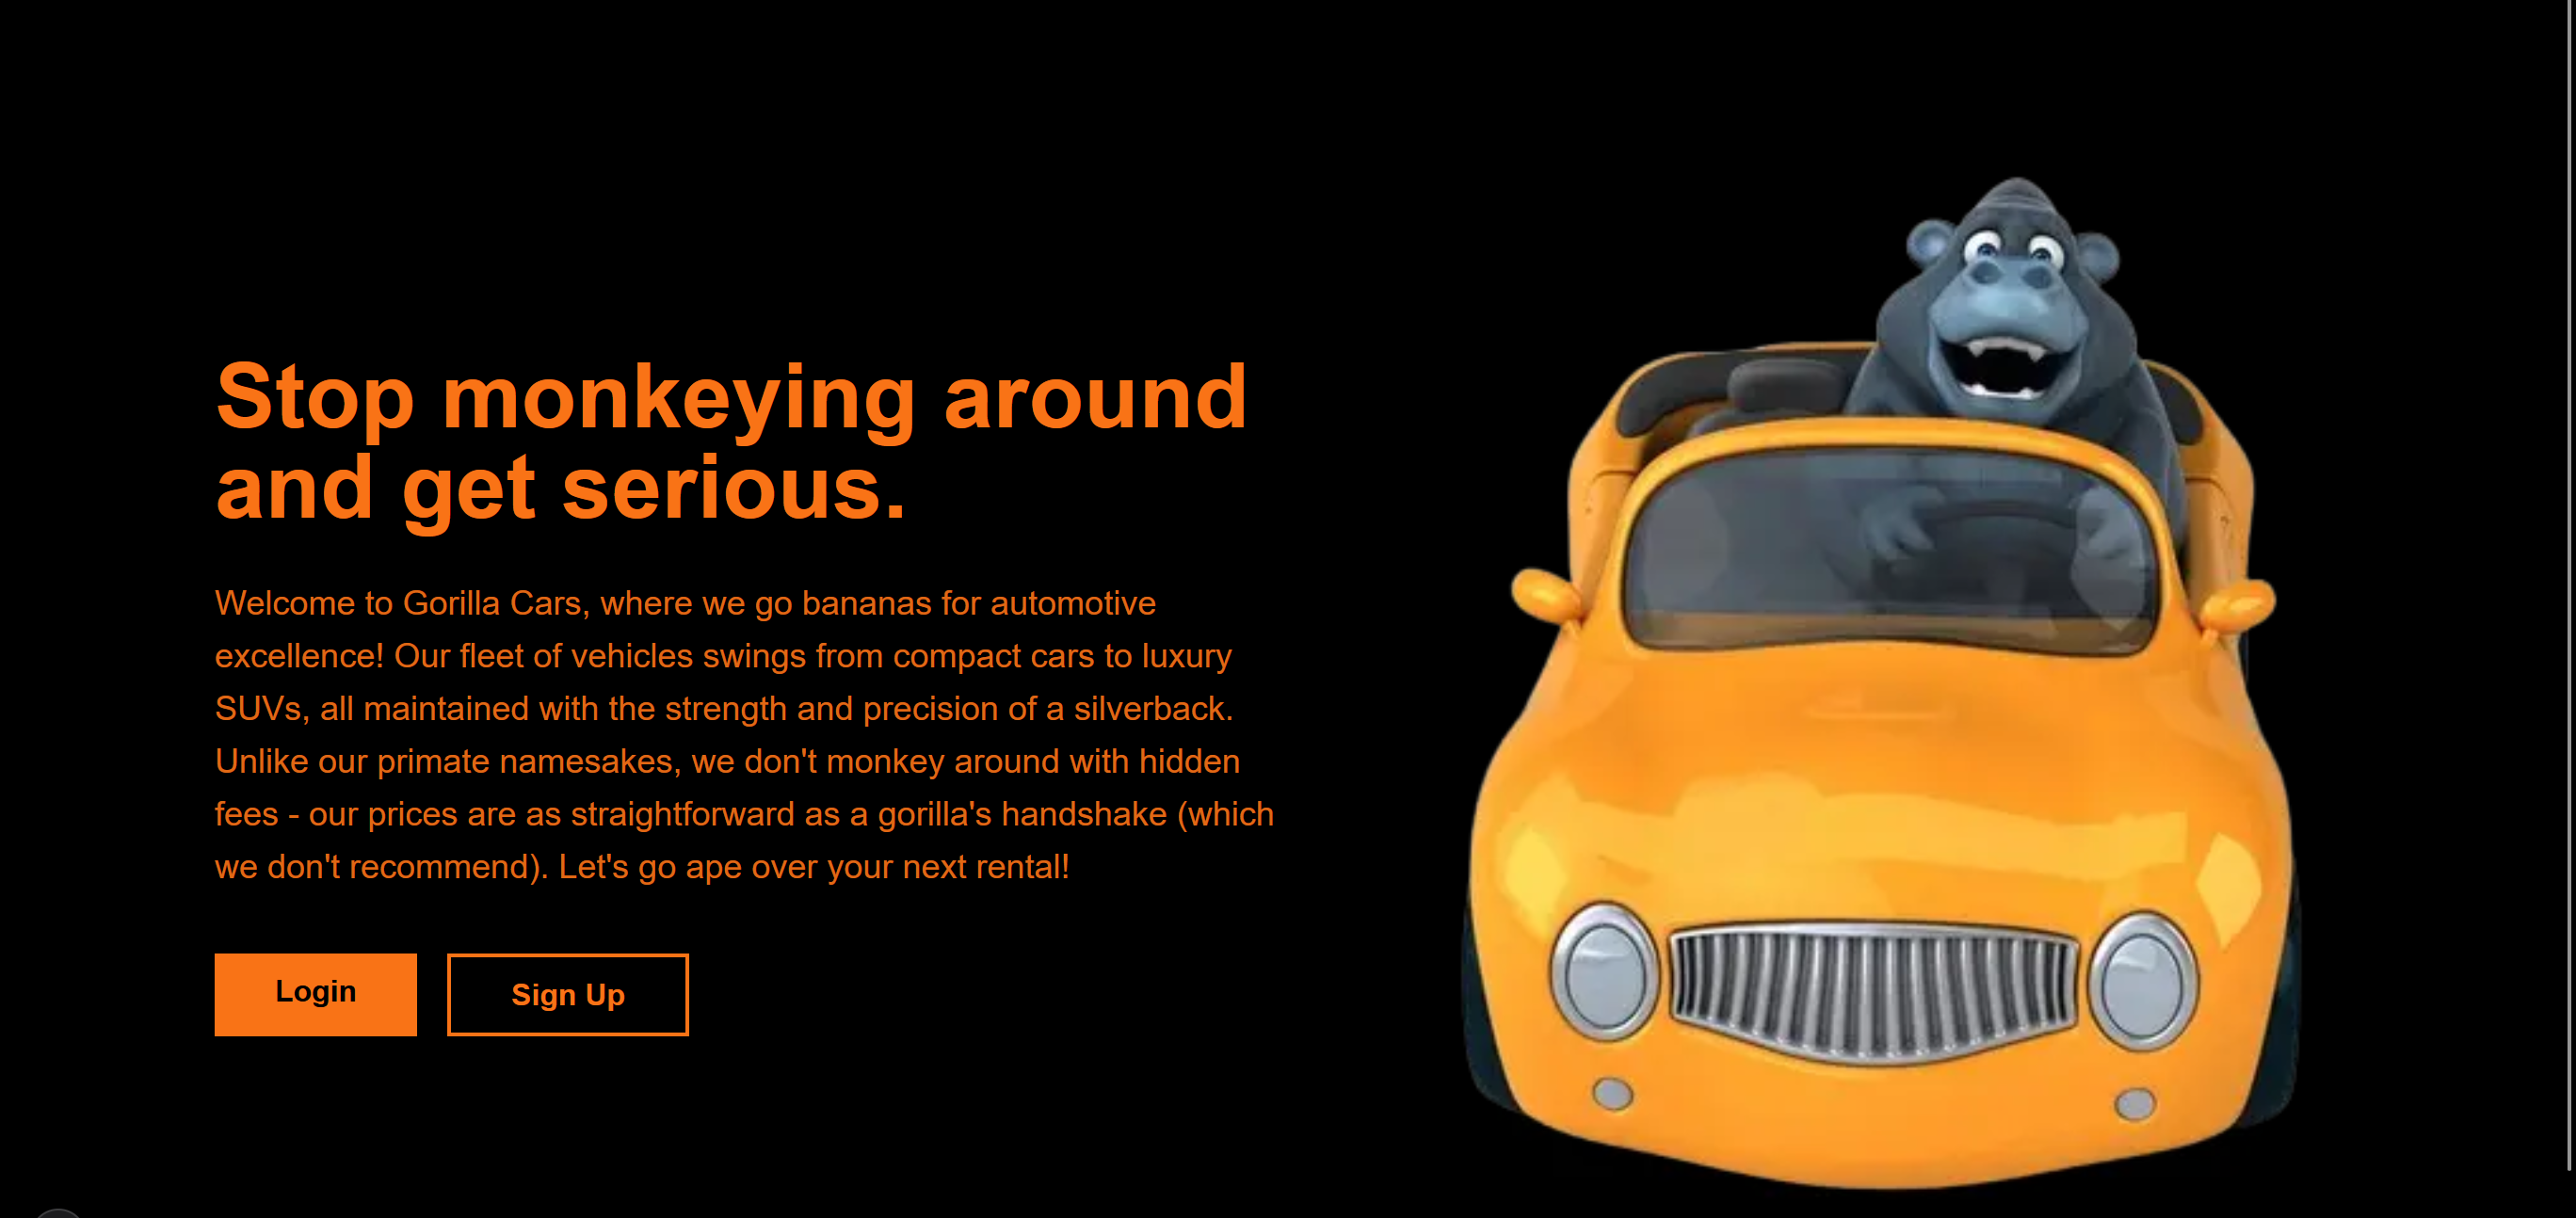 Stop monkeying around
and get serious.
Welcome to Gorilla Cars, where we go bananas for automotive
excellence! Our fleet of vehicles swings from compact cars to luxury
SUVs, all maintained with the strength and precision of a silverback.
Unlike our primate namesakes, we don't monkey around with hidden
fees - our prices are as straightforward as a gorilla's handshake (which
we don't recommend). Let's go ape over your next rental!
Login
Sign Up